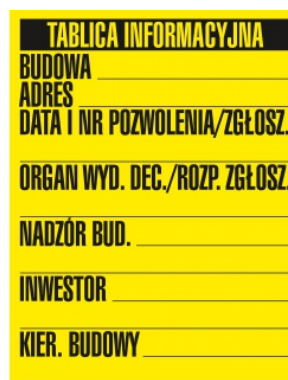 TABLICA INFORMACYJNA
BUDOWA
ADRES
DATA I NR POZWOLENIA/ZGŁOSZ.
ORGAN WYD. DEC./ROZP. ZGŁOSZ.
NADZÓR BUD.
INWESTOR
KIER. BUDOWY